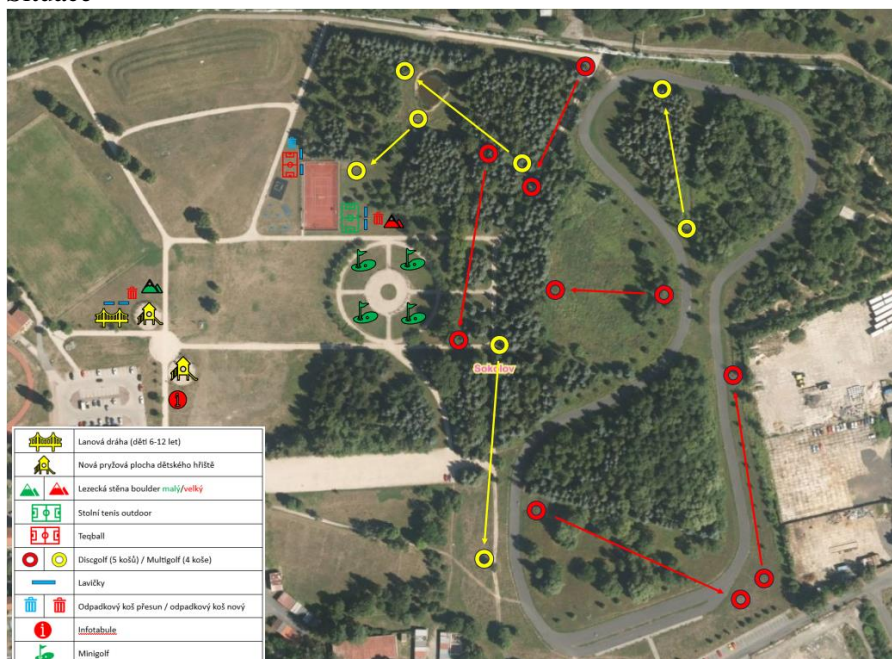 Situace
Sokolov
Lanová dráha (děti 6-12 let)
Nová pryžová plocha dětského hřiště
Lezecká stěna boulder malý/velký
Stolní tenis outdoor
Teqball
Discgolf (5 košů) / Multigolf (4 koše)
Lavičky
Odpadkový koš přesun / odpadkový koš nový
Infotabule
Minigolf